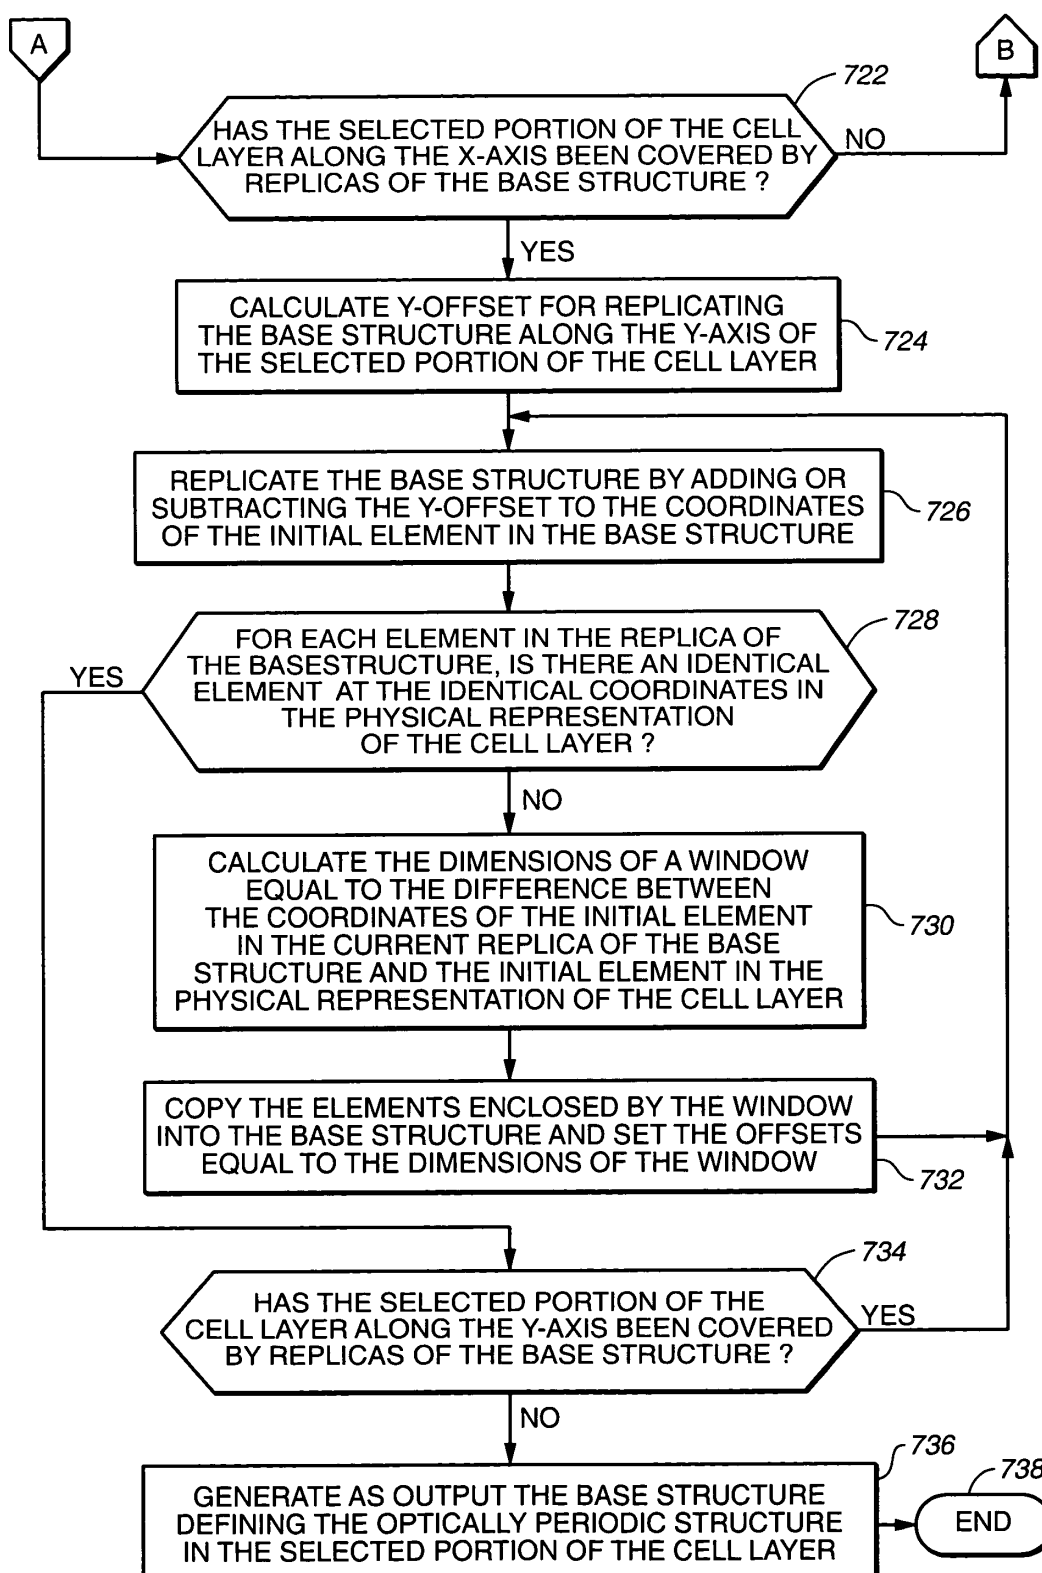 A
B
722
HAS THE SELECTED PORTION OF THE CELL
LAYER ALONG THE X-AXIS BEEN COVERED BY
REPLICAS OF THE BASE STRUCTURE ?
NO
YES
CALCULATE Y-OFFSET FOR REPLICATING
THE BASE STRUCTURE ALONG THE Y-AXIS OF
THE SELECTED PORTION OF THE CELL LAYER
724
REPLICATE THE BASE STRUCTURE BY ADDING OR
SUBTRACTING THE Y-OFFSET TO THE COORDINATES
OF THE INITIAL ELEMENT IN THE BASE STRUCTURE
726
728
FOR EACH ELEMENT IN THE REPLICA OF
THE BASESTRUCTURE, IS THERE AN IDENTICAL
ELEMENT AT THE IDENTICAL COORDINATES IN
THE PHYSICAL REPRESENTATION
OF THE CELL LAYER ?
YES
NO
CALCULATE THE DIMENSIONS OF A WINDOW
EQUAL TO THE DIFFERENCE BETWEEN
THE COORDINATES OF THE INITIAL ELEMENT
IN THE CURRENT REPLICA OF THE BASE
STRUCTURE AND THE INITIAL ELEMENT IN THE
PHYSICAL REPRESENTATION OF THE CELL LAYER
730
COPY THE ELEMENTS ENCLOSED BY THE WINDOW
INTO THE BASE STRUCTURE AND SET THE OFFSETS
EQUAL TO THE DIMENSIONS OF THE WINDOW
732
734
HAS THE SELECTED PORTION OF THE
CELL LAYER ALONG THE Y-AXIS BEEN COVERED
BY REPLICAS OF THE BASE STRUCTURE ?
YES
NO
736
GENERATE AS OUTPUT THE BASE STRUCTURE
DEFINING THE OPTICALLY PERIODIC STRUCTURE
IN THE SELECTED PORTION OF THE CELL LAYER
738
END